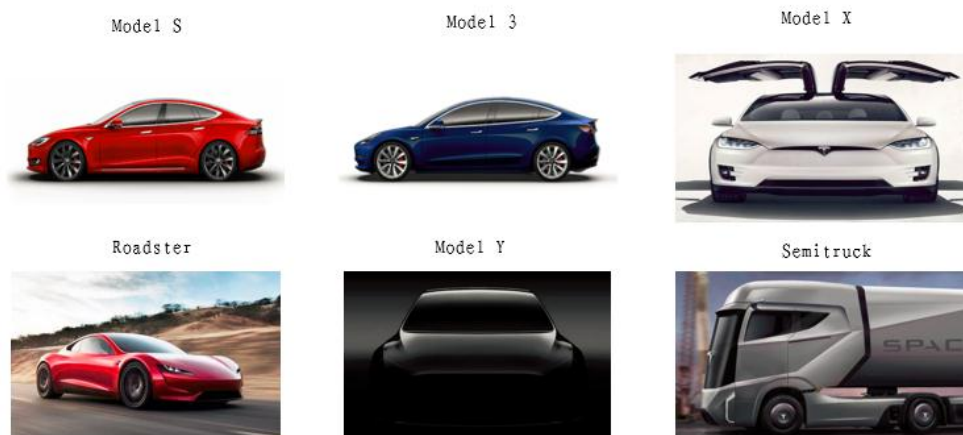 Model S
Model 3
Model X
Roadster
Model Y
Semitruck
SPAC